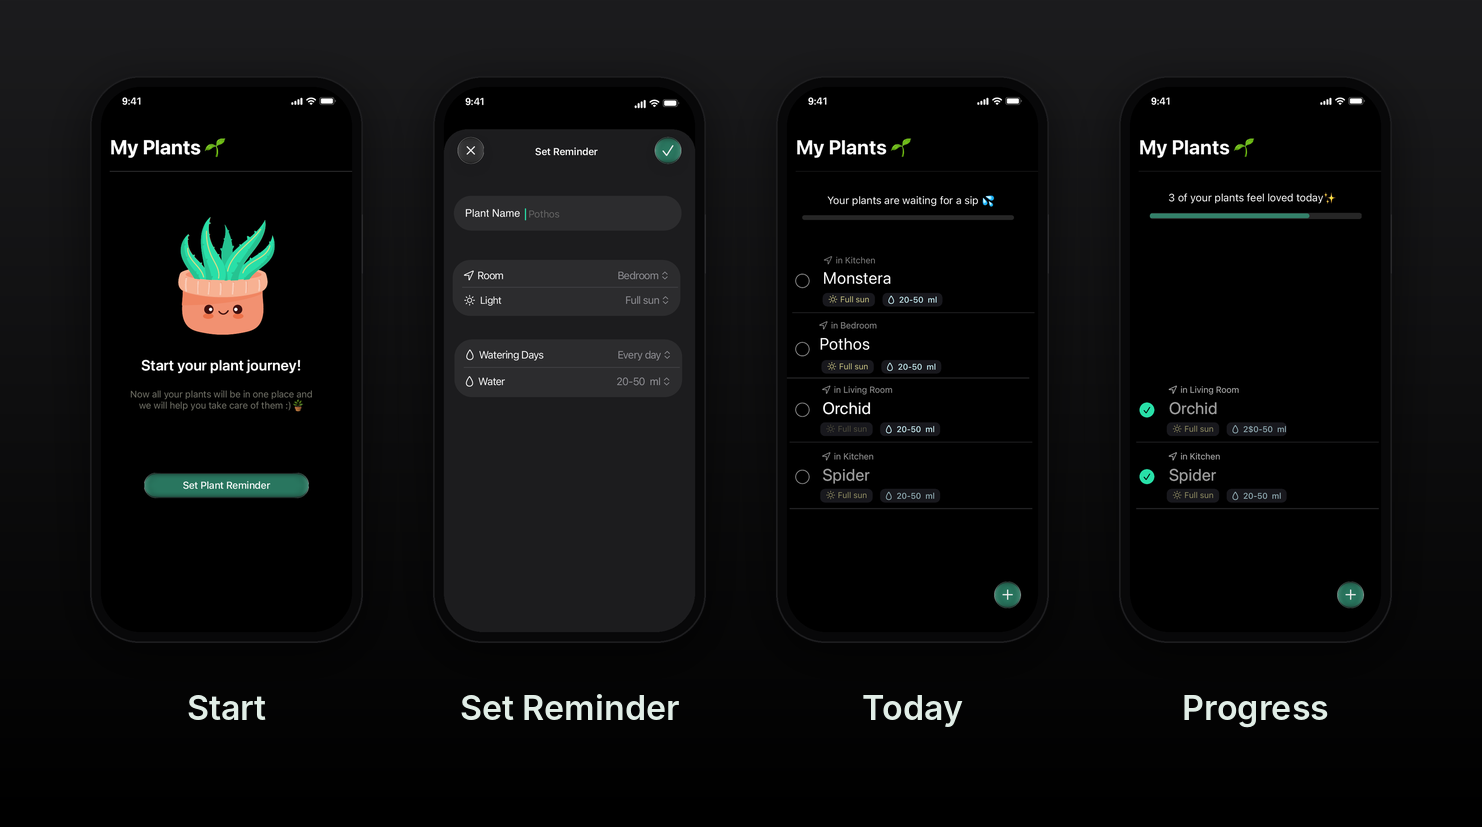 9:41
My Plants
Start your plant journey!
Now all your plants will be in one place and
we will help you take care of them :)
Set Plant Reminder
Start
9:41
Set Reminder
Plant Name Pothos
Room Bedroom
Light Full sun
Watering Days Every day
Water 20-50 ml
Set Reminder
9:41
My Plants
Your plants are waiting for a sip
in Kitchen
Monstera
Full sun 20-50 ml
in Bedroom
Pothos
Full sun 20-50 ml
in Living Room
Orchid
Full sun 20-50 ml
in Kitchen
Spider
Full sun 20-50 ml
Today
9:41
My Plants
3 of your plants feel loved today✨
in Living Room
Orchid
Full sun 2$0-50 ml
in Kitchen
Spider
Full sun 20-50 ml
Progress